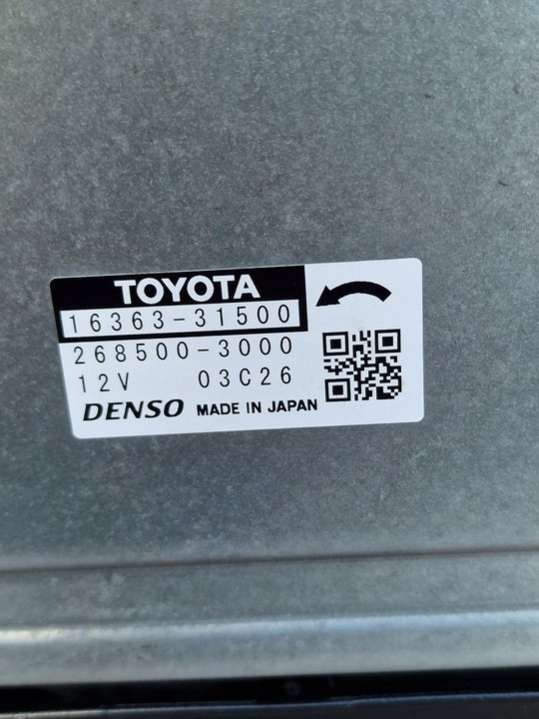 TOYOTA
16363-31500
268500-3000
12V 03C26
DENSO MADE IN JAPAN